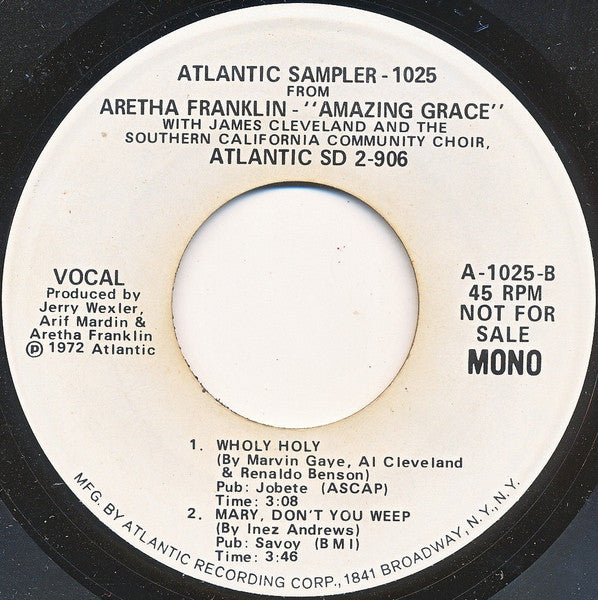 ATLANTIC SAMPLER - 1025
FROM
ARETHA FRANKLIN - "AMAZING GRACE"
WITH JAMES CLEVELAND AND THE
SOUTHERN CALIFORNIA COMMUNITY CHOIR,
ATLANTIC SD 2-906
VOCAL
Produced by
Jerry Wexler,
Arif Mardin &
Aretha Franklin
℗ 1972 Atlantic
A-1025-B
45 RPM
NOT FOR
SALE
MONO
1. WHOLY HOLY
(By Marvin Gaye, Al Cleveland
& Renaldo Benson)
Pub: Jobete (ASCAP)
Time: 3:08
2. MARY, DON'T YOU WEEP
(By Inez Andrews)
Pub: Savoy (BMI)
Time: 3:46
MFG. BY ATLANTIC RECORDING CORP., 1841 BROADWAY, N.Y., N.Y.